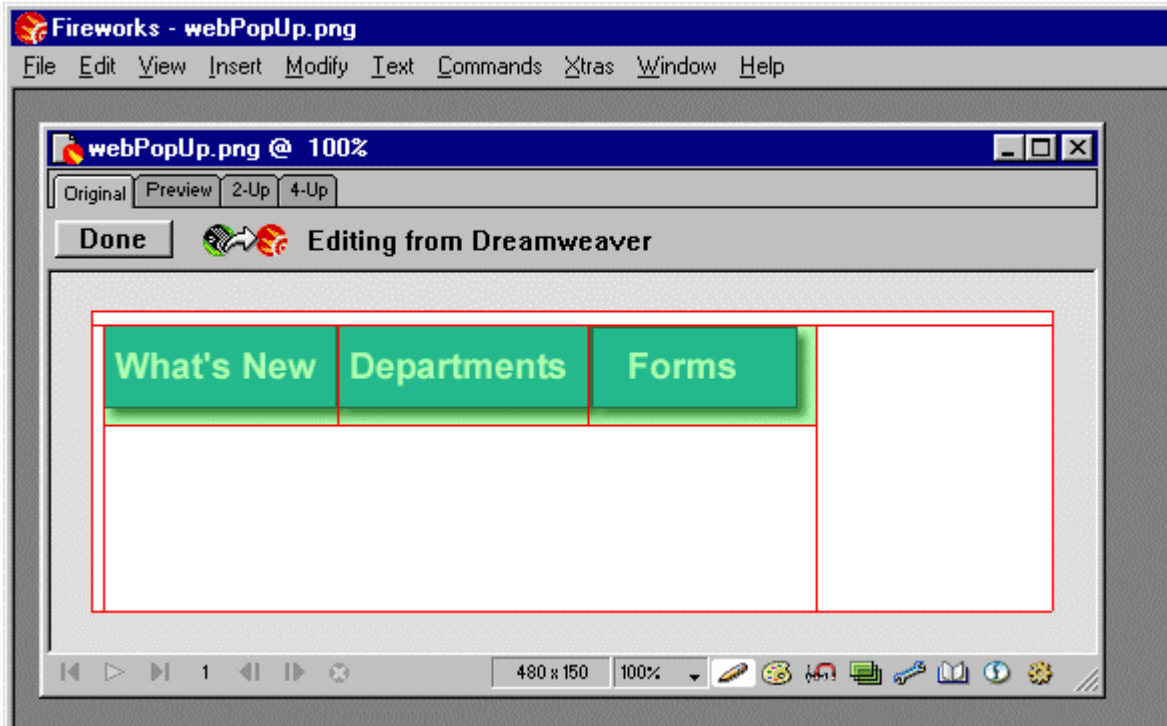 Fireworks - webPopUp.png
File Edit View Insert Modify Text Commands Xtras Window Help
webPopUp.png @ 100%
Original Preview 2-Up 4-Up
Done Editing from Dreamweaver
What's New Departments Forms
1 480 x 150 100%